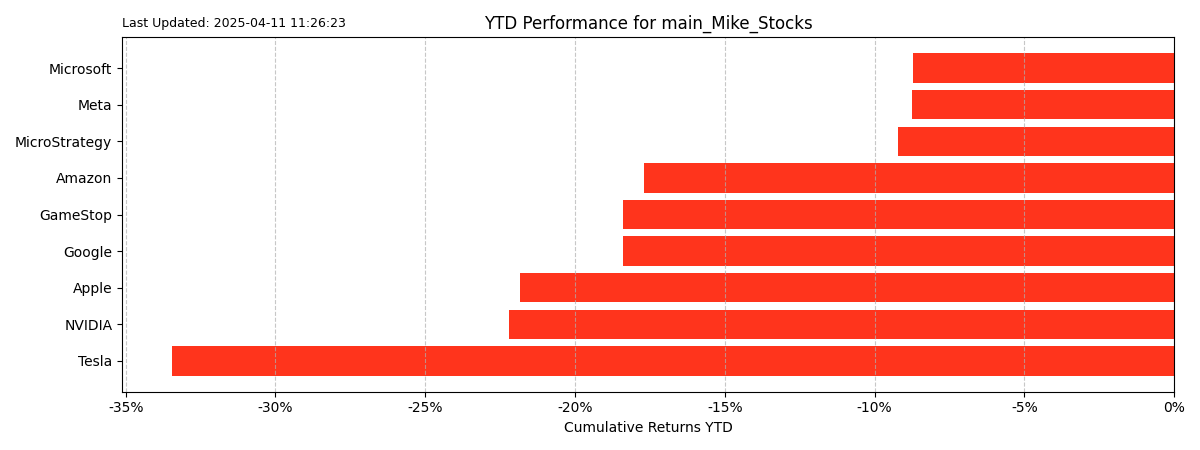 Last Updated: 2025-04-11 11:26:23
YTD Performance for main_Mike_Stocks
Microsoft
Meta
MicroStrategy
Amazon
GameStop
Google
Apple
NVIDIA
Tesla
-35% -30% -25% -20% -15% -10% -5% 0%
Cumulative Returns YTD